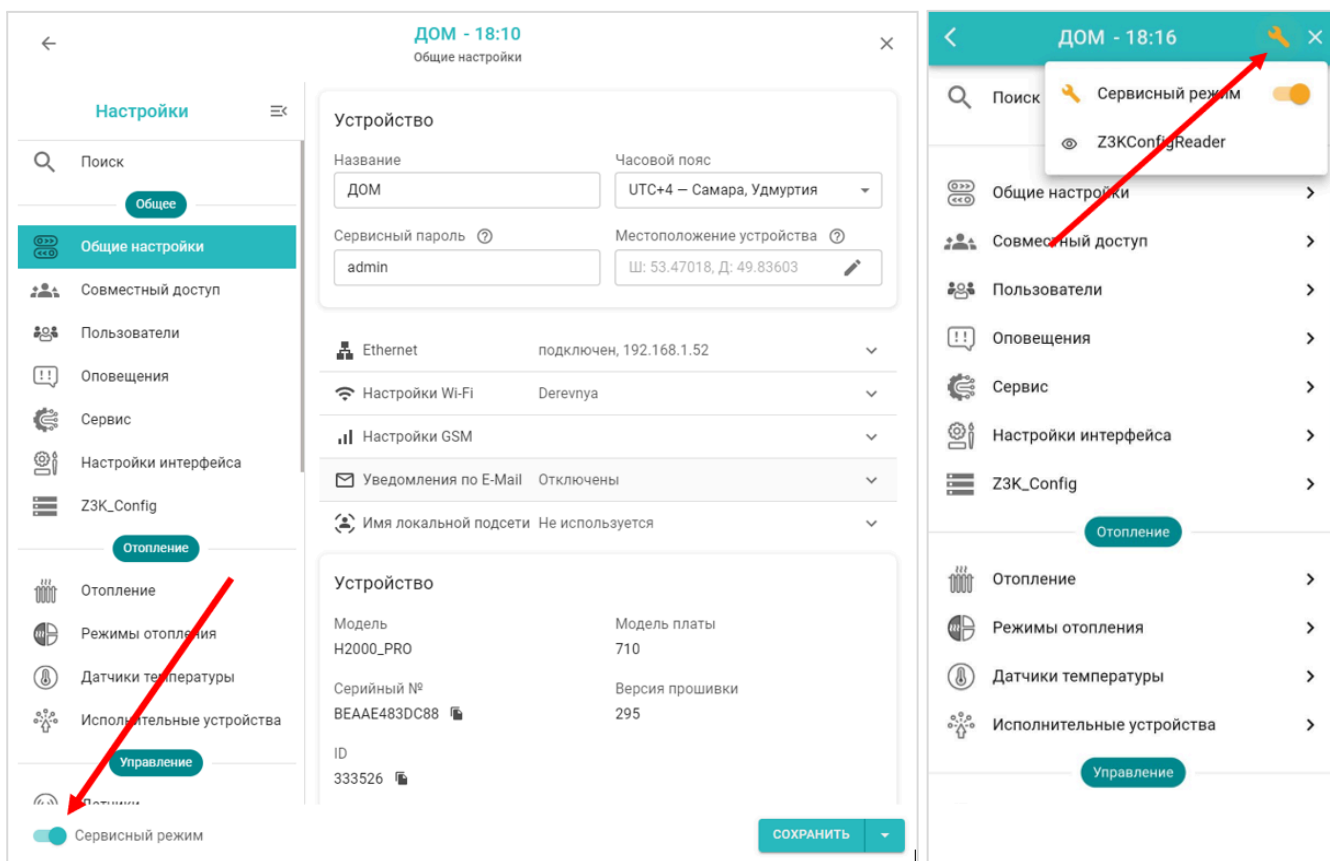 ДОМ - 18:10
Общие настройки
Настройки
Поиск
Общее
Общие настройки
Совместный доступ
Пользователи
Оповещения
Сервис
Настройки интерфейса
Z3K_Config
Отопление
Отопление
Режимы отопления
Датчики температуры
Исполнительные устройства
Управление
Датчики
Сервисный режим
Устройство
Название Часовой пояс
ДОМ UTC+4 — Самара, Удмуртия
Сервисный пароль Местоположение устройства
admin Ш: 53.47018, Д: 49.83603
Ethernet подключен, 192.168.1.52
Настройки Wi-Fi Derevnya
Настройки GSM
Уведомления по E-Mail Отключены
Имя локальной подсети Не используется
Устройство
Модель Модель платы
H2000_PRO 710
Серийный № Версия прошивки
BEAAE483DC88 295
ID
333526
СОХРАНИТЬ
ДОМ - 18:16
Поиск
Сервисный режим
Z3KConfigReader
Общие настройки
Совместный доступ
Пользователи
Оповещения
Сервис
Настройки интерфейса
Z3K_Config
Отопление
Отопление
Режимы отопления
Датчики температуры
Исполнительные устройства
Управление